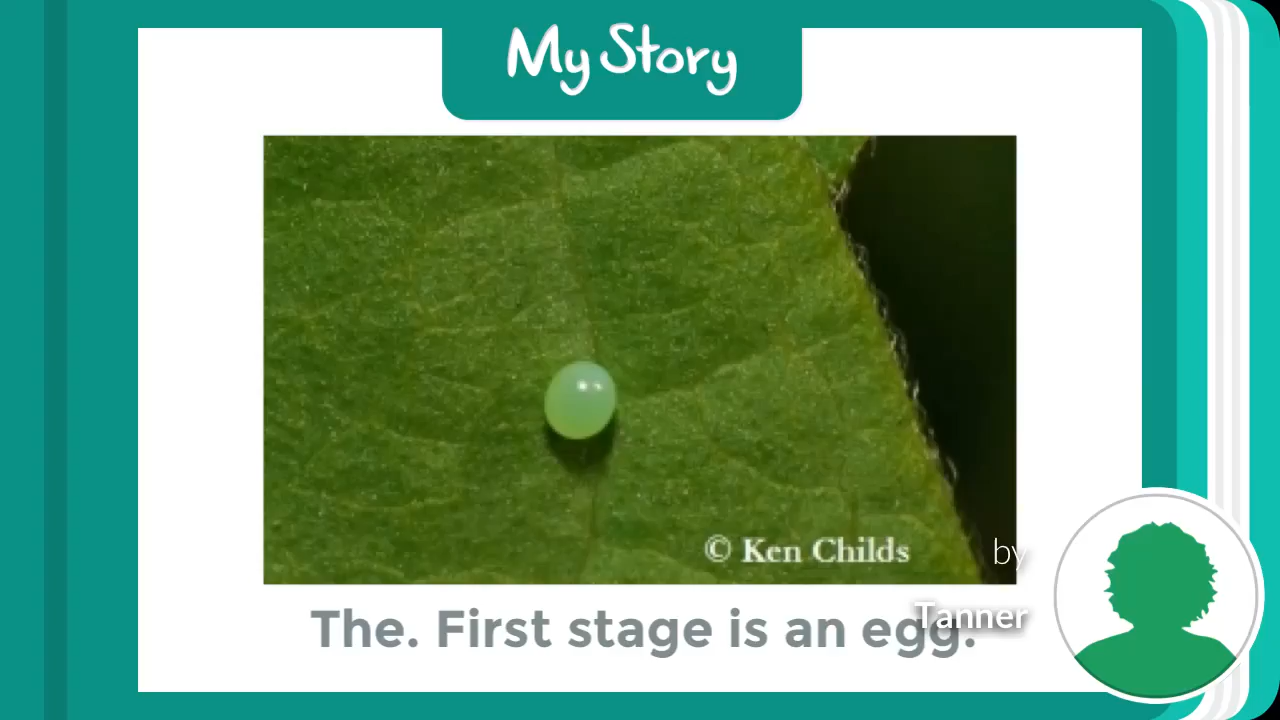 My Story
© Ken Childs
by
Tanner
The. First stage is an egg.